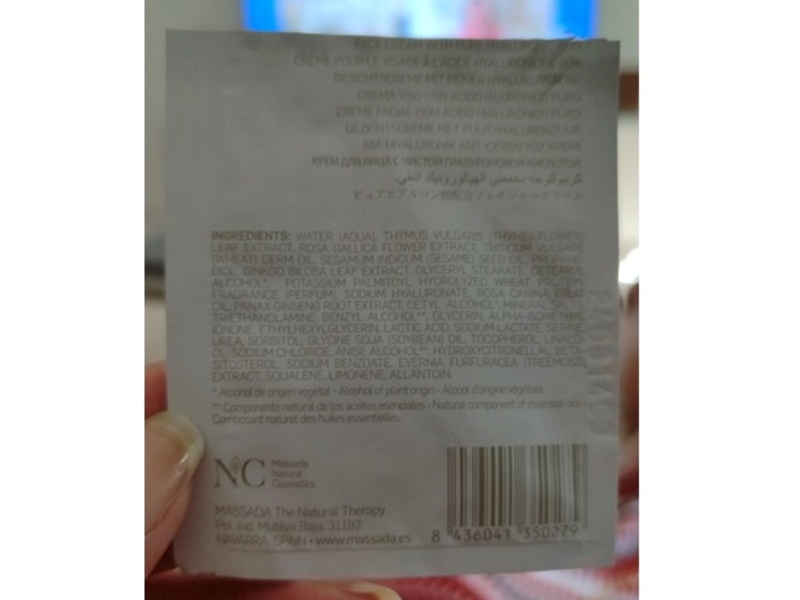 FACE CREAM WITH PURE HYALURONIC ACID
CRÈME POUR LE VISAGE À L'ACIDE HYALURONIQUE PUR
GESICHTSCREME MIT REINER HYALURONSÄURE
CREMA VISO CON ACIDO IALURONICO PURO
CREME FACIAL COM ÁCIDO HIALURÓNICO PURO
GEZICHTSCRÈME MET PUUR HYALURONZUUR
SAF HYALURONIK ASİT İÇEREN YÜZ KREMİ
КРЕМ ДЛЯ ЛИЦА С ЧИСТОЙ ГИАЛУРОНОВОЙ КИСЛОТОЙ
كريم للوجه بحمض الهيالورونيك النقي.
ピュアヒアルロン酸配合フェイシャルクリーム
INGREDIENTS: WATER (AQUA), THYMUS VULGARIS (THYME) FLOWER/
LEAF EXTRACT, ROSA GALLICA FLOWER EXTRACT, TRITICUM VULGARE
(WHEAT) GERM OIL, SESAMUM INDICUM (SESAME) SEED OIL, PROPANE-
DIOL, GINKGO BILOBA LEAF EXTRACT, GLYCERYL STEARATE, CETEARYL
ALCOHOL*, POTASSIUM PALMITOYL HYDROLYZED WHEAT PROTEIN,
FRAGRANCE (PERFUM), SODIUM HYALURONATE, ROSA CANINA FRUIT
OIL, PANAX GINSENG ROOT EXTRACT, CETYL ALCOHOL*, MINERAL SALTS,
TRIETHANOLAMINE, BENZYL ALCOHOL**, GLYCERIN, ALPHA-ISOMETHYL
IONONE, ETHYLHEXYLGLYCERIN, LACTIC ACID, SODIUM LACTATE, SERINE,
UREA, SORBITOL, GLYCINE SOJA (SOYBEAN) OIL, TOCOPHEROL, LINALO-
OL, SODIUM CHLORIDE, ANISE ALCOHOL**, HYDROXYCITRONELLAL, BETA-
SITOSTEROL, SODIUM BENZOATE, EVERNIA FURFURACEA (TREEMOSS)
EXTRACT, SQUALENE, LIMONENE, ALLANTOIN.
* Alcohol de origen vegetal - Alcohol of plant origin - Alcool d'origine végétale
** Componente natural de los aceites esenciales - Natural component of essential oils -
Composant naturel des huiles essentielles.
NC Massada
Natural
Cosmetics
MASSADA The Natural Therapy
Pol. Ind. Mutilva Baja. 31192
NAVARRA. SPAIN • www.massada.es
8 436041 350279